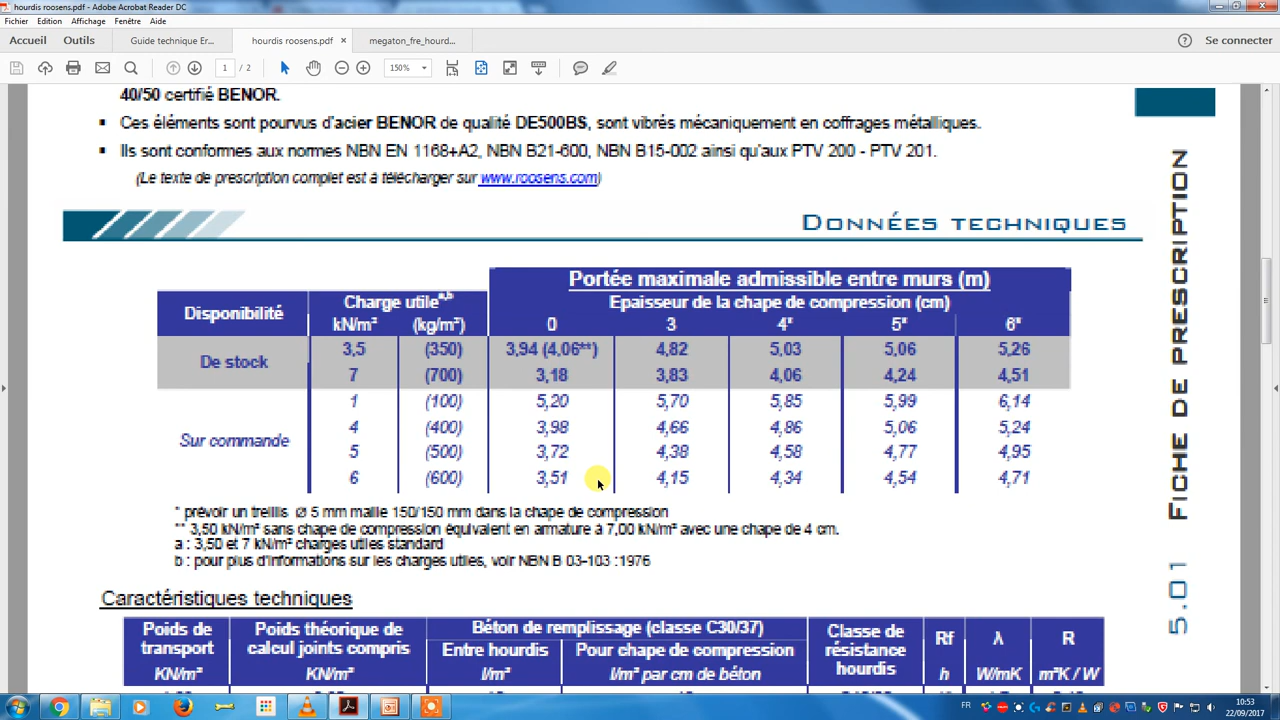 hourdis roosens.pdf - Adobe Acrobat Reader DC
Fichier Edition Affichage Fenêtre Aide
Accueil Outils Guide technique Er... hourdis roosens.pdf × megaton_fre_hourd... ? Se connecter
1 / 2 150%
40/50 certifié BENOR.
▪ Ces éléments sont pourvus d'acier BENOR de qualité DE500BS, sont vibrés mécaniquement en coffrages métalliques.
▪ Ils sont conformes aux normes NBN EN 1168+A2, NBN B21-600, NBN B15-002 ainsi qu'aux PTV 200 - PTV 201.
(Le texte de prescription complet est à télécharger sur www.roosens.com)
DONNÉES TECHNIQUES
Portée maximale admissible entre murs (m)
Disponibilité Charge utile a,b Epaisseur de la chape de compression (cm)
kN/m² (kg/m²) 0 3 4* 5* 6*
De stock 3,5 (350) 3,94 (4,06**) 4,82 5,03 5,06 5,26
7 (700) 3,18 3,83 4,06 4,24 4,51
Sur commande 1 (100) 5,20 5,70 5,85 5,99 6,14
4 (400) 3,98 4,66 4,86 5,06 5,24
5 (500) 3,72 4,38 4,58 4,77 4,95
6 (600) 3,51 4,15 4,34 4,54 4,71
* prévoir un treillis Ø 5 mm maille 150/150 mm dans la chape de compression
** 3,50 kN/m² sans chape de compression équivalent en armature à 7,00 kN/m² avec une chape de 4 cm.
a : 3,50 et 7 kN/m² charges utiles standard
b : pour plus d'informations sur les charges utiles, voir NBN B 03-103 :1976
Caractéristiques techniques
Poids de transport Poids théorique de calcul joints compris Béton de remplissage (classe C30/37) Classe de résistance hourdis Rf λ R
Entre hourdis Pour chape de compression
KN/m² KN/m² l/m² l/m² par cm de béton h W/mK m²K / W
5.01 FICHE DE PRESCRIPTION
FR 10:53
22/09/2017